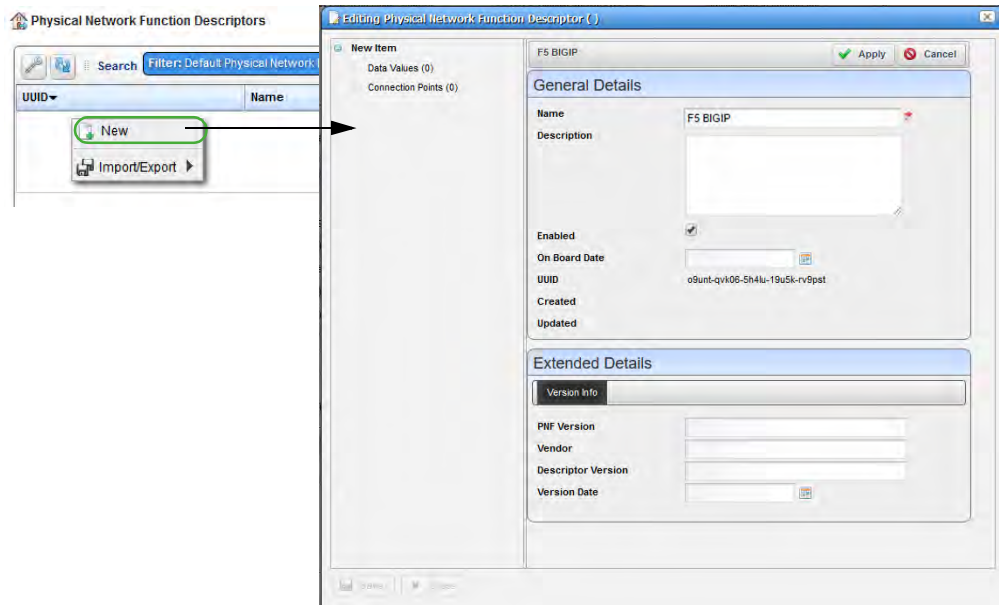 Physical Network Function Descriptors
Search Filter: Default Physical Network
UUID Name
New
Import/Export
Editing Physical Network Function Descriptor ( )
New Item
Data Values (0)
Connection Points (0)
F5 BIGIP Apply Cancel
General Details
Name F5 BIGIP
Description
Enabled
On Board Date
UUID o9unt-qvk06-5h4lu-19u5k-rv9pst
Created
Updated
Extended Details
Version Info
PNF Version
Vendor
Descriptor Version
Version Date